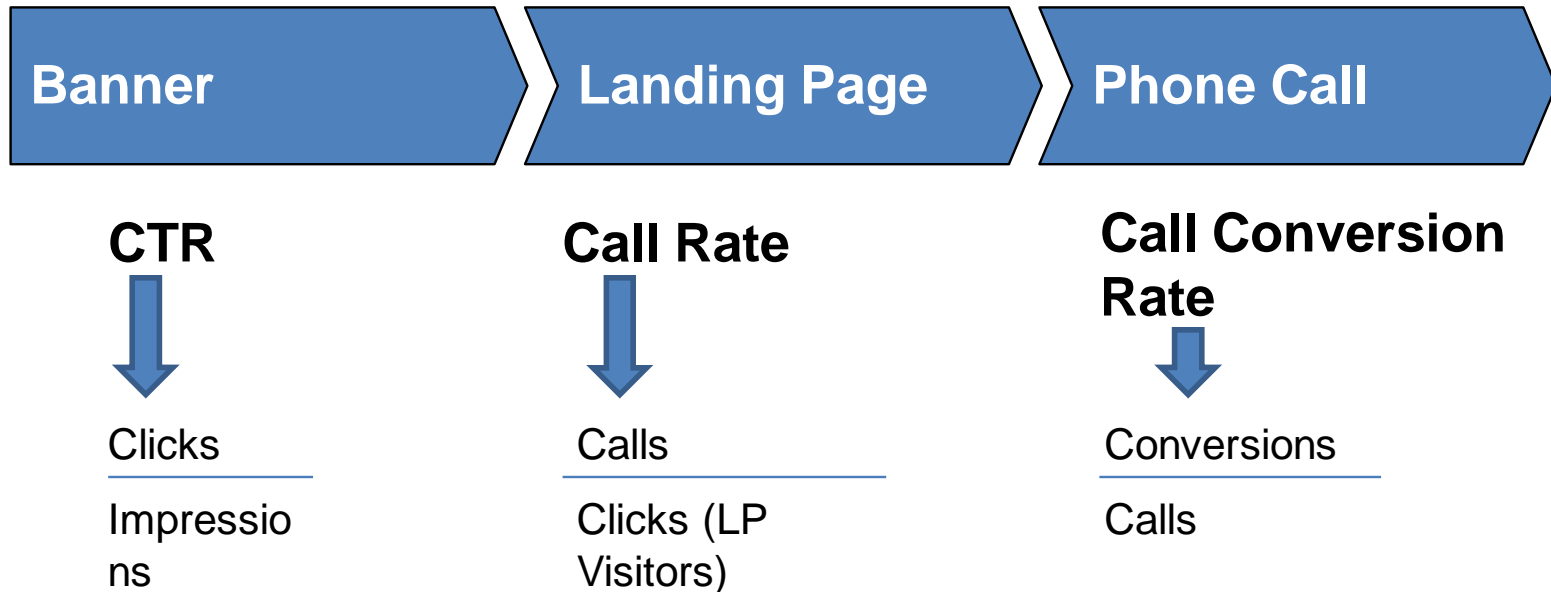 Banner
Landing Page
Phone Call
CTR
Call Rate
Call Conversion
Rate
Clicks
Impressio
ns
Calls
Clicks (LP
Visitors)
Conversions
Calls